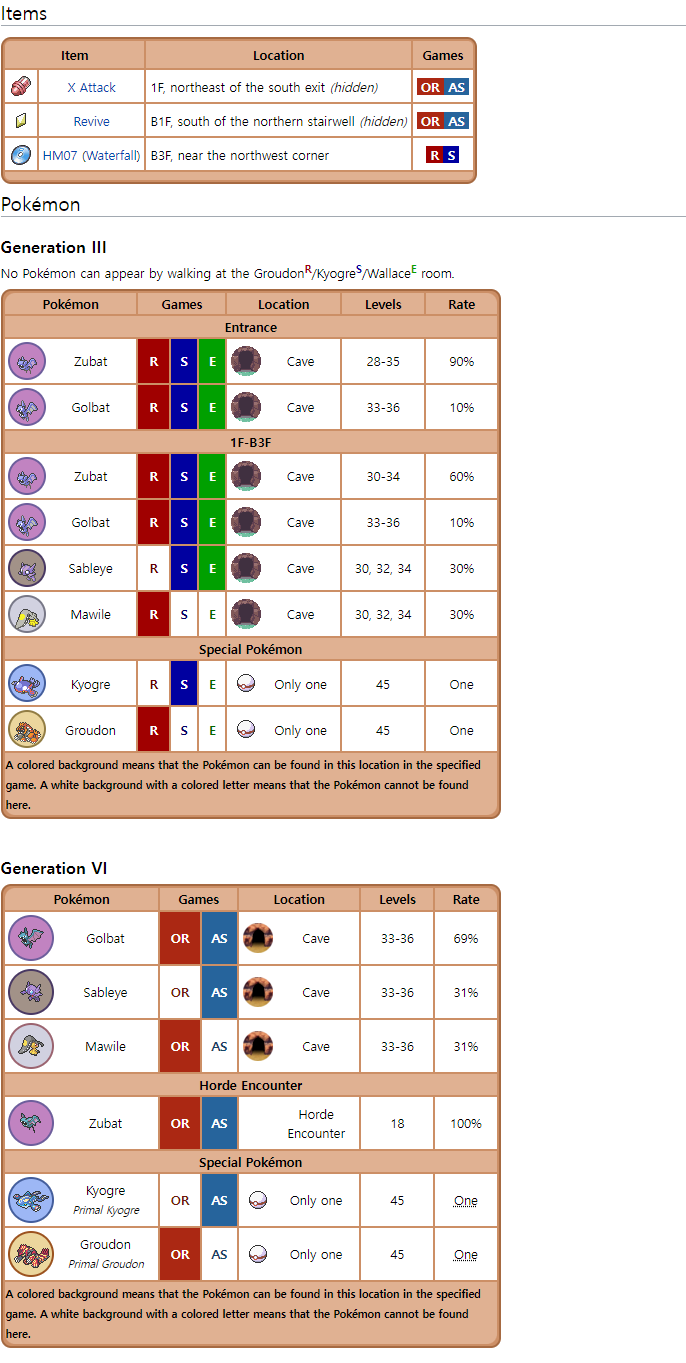 Items
Item Location Games
X Attack 1F, northeast of the south exit (hidden) OR AS
Revive B1F, south of the northern stairwell (hidden) OR AS
HM07 (Waterfall) B3F, near the northwest corner R S
Pokémon
Generation III
No Pokémon can appear by walking at the GroudonR/KyogreS/WallaceE room.
Pokémon Games Location Levels Rate
Entrance
Zubat R S E Cave 28-35 90%
Golbat R S E Cave 33-36 10%
1F-B3F
Zubat R S E Cave 30-34 60%
Golbat R S E Cave 33-36 10%
Sableye R S E Cave 30, 32, 34 30%
Mawile R S E Cave 30, 32, 34 30%
Special Pokémon
Kyogre R S E Only one 45 One
Groudon R S E Only one 45 One
A colored background means that the Pokémon can be found in this location in the specified
game. A white background with a colored letter means that the Pokémon cannot be found
here.
Generation VI
Pokémon Games Location Levels Rate
Golbat OR AS Cave 33-36 69%
Sableye OR AS Cave 33-36 31%
Mawile OR AS Cave 33-36 31%
Horde Encounter
Zubat OR AS Horde Encounter 18 100%
Special Pokémon
Kyogre
Primal Kyogre OR AS Only one 45 One
Groudon
Primal Groudon OR AS Only one 45 One
A colored background means that the Pokémon can be found in this location in the specified
game. A white background with a colored letter means that the Pokémon cannot be found
here.